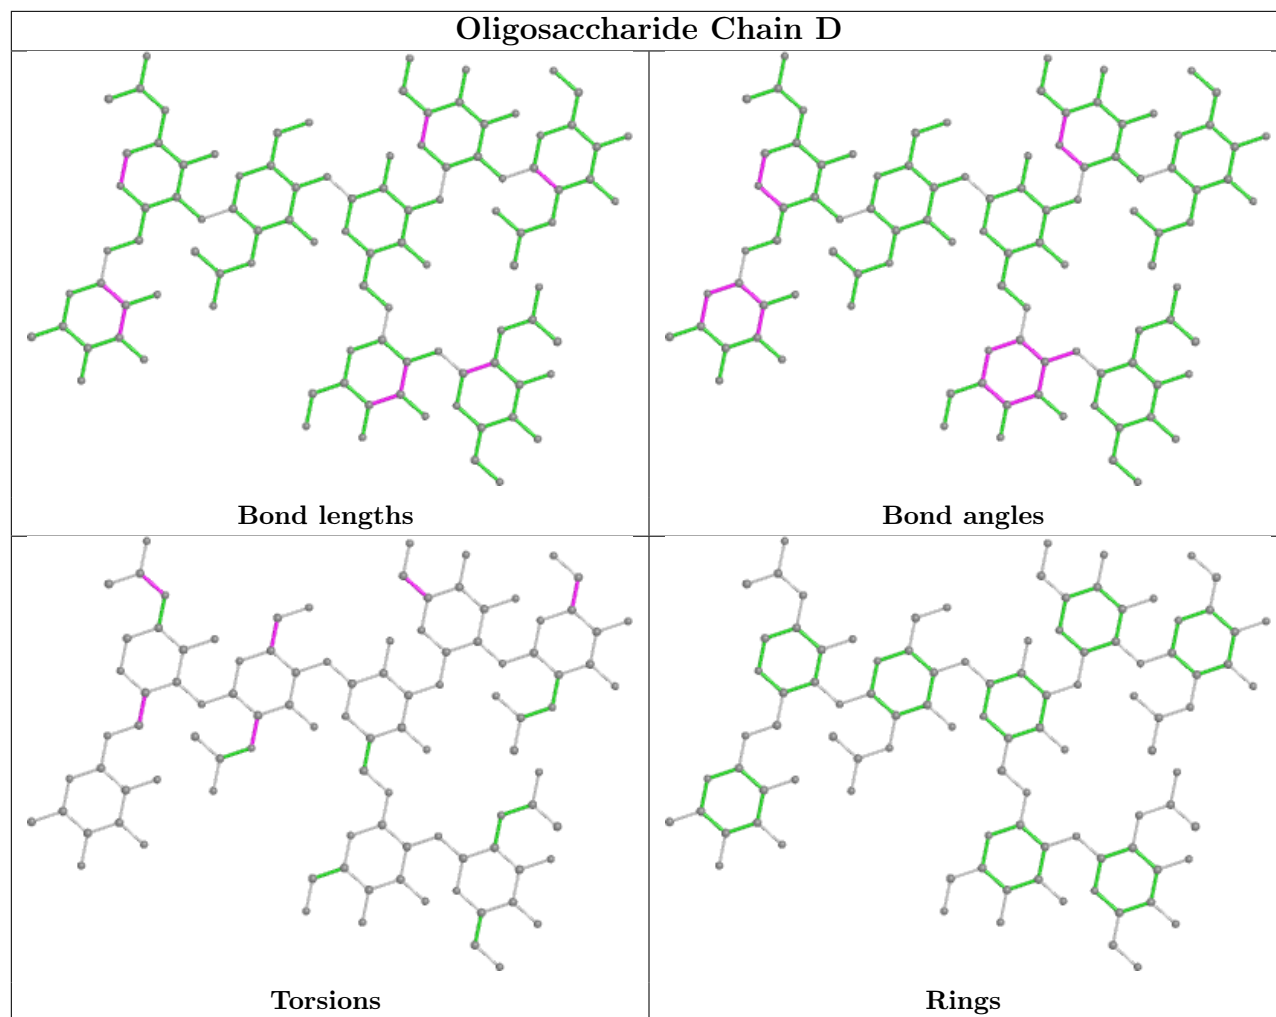 Oligosaccharide Chain D
Bond lengths
Bond angles
Torsions
Rings